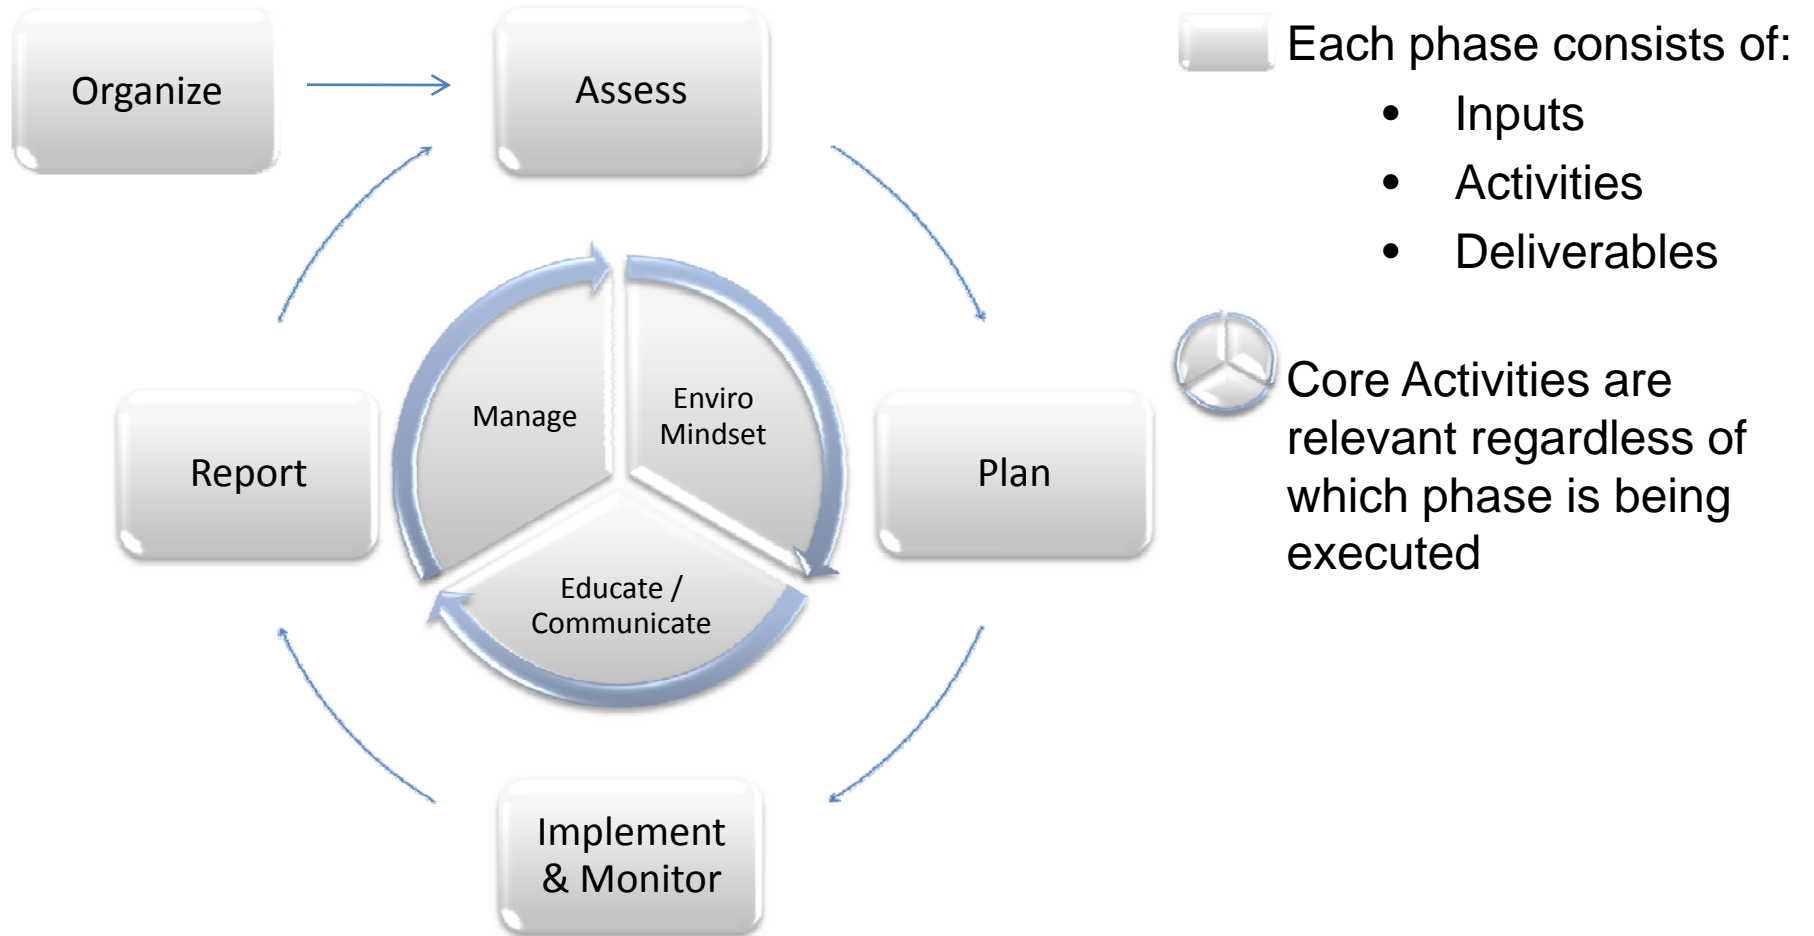 Organize
Assess
Each phase consists of:
• Inputs
• Activities
• Deliverables
Core Activities are
relevant regardless of
which phase is being
executed
Manage
Enviro
Mindset
Educate /
Communicate
Report
Plan
Implement
& Monitor